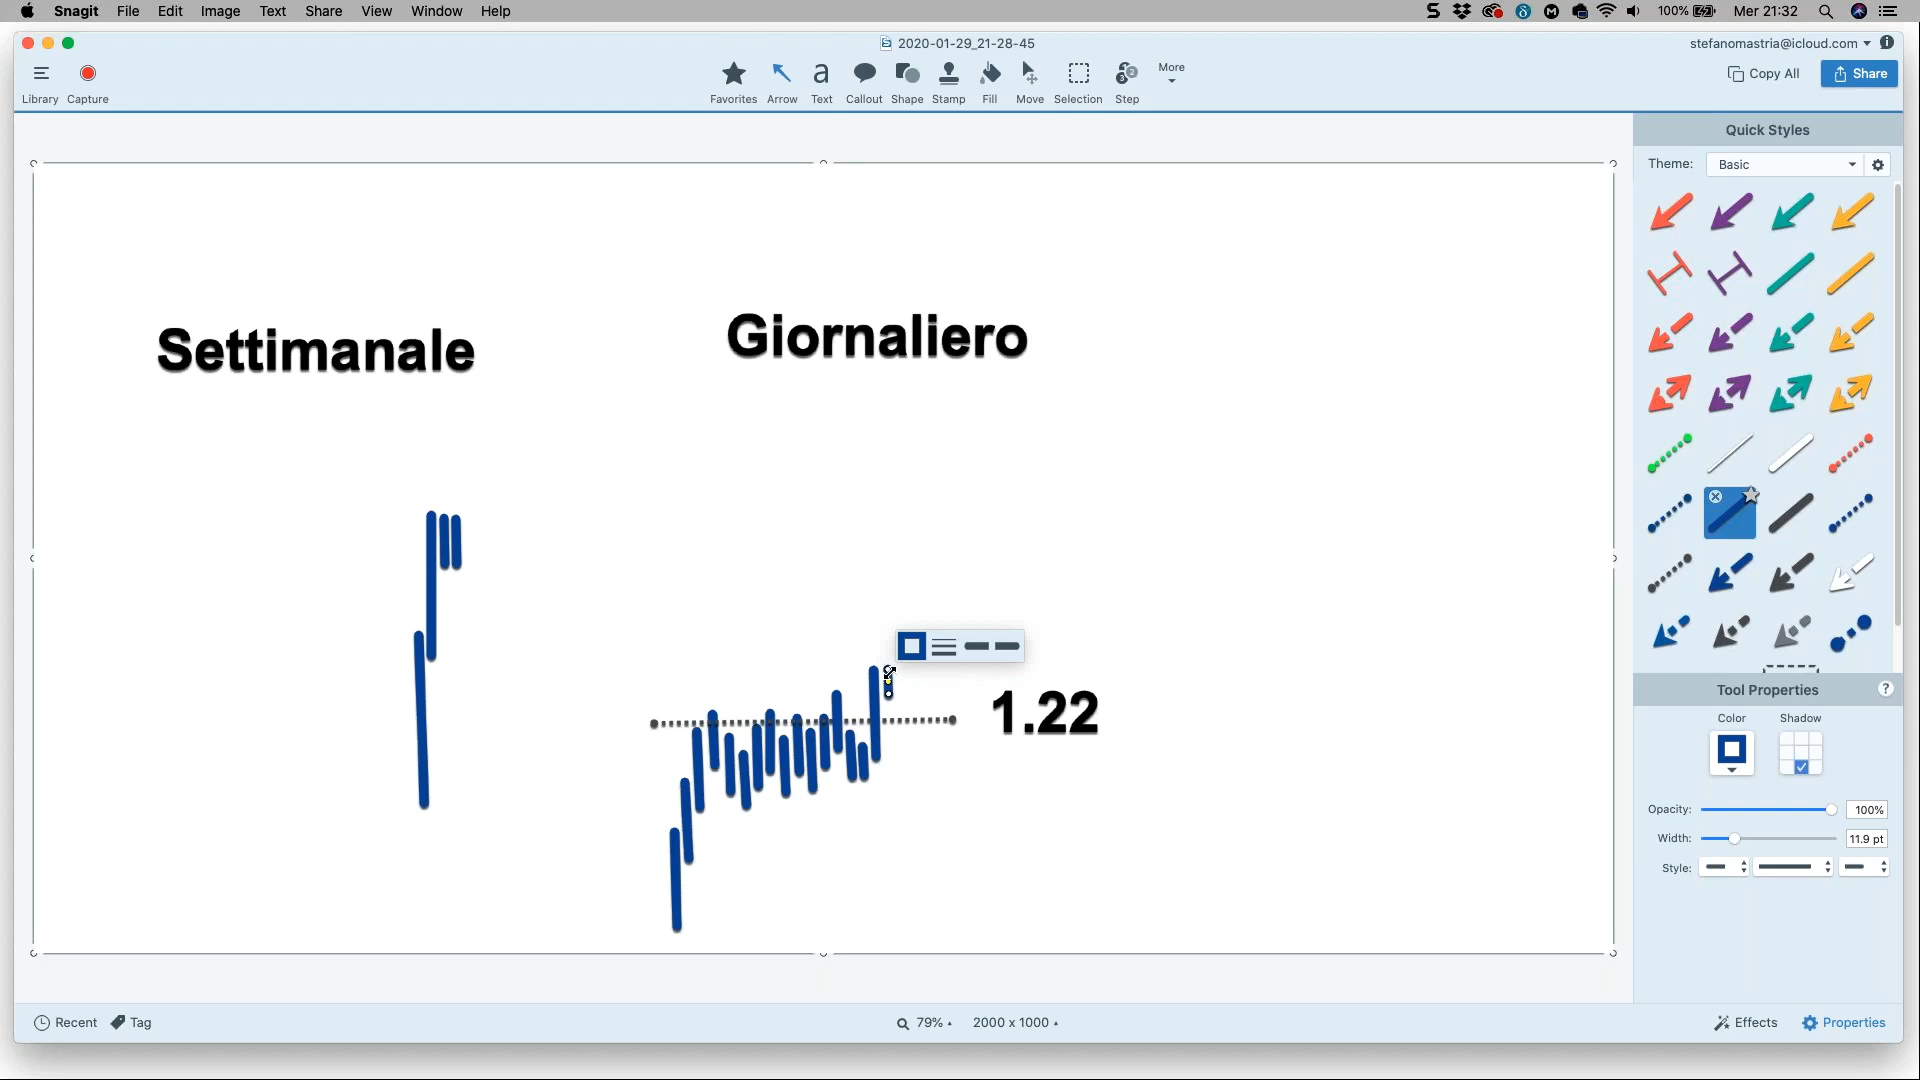 Snagit File Edit Image Text Share View Window Help 100% Mer 21:32
2020-01-29_21-28-45 stefanomastria@icloud.com
Library Capture Favorites Arrow Text Callout Shape Stamp Fill Move Selection Step More Copy All Share
Quick Styles
Theme: Basic
Settimanale
Giornaliero
1.22
Tool Properties ?
Color Shadow
Opacity: 100%
Width: 11.9 pt
Style:
Recent Tag 79% 2000 x 1000 Effects Properties